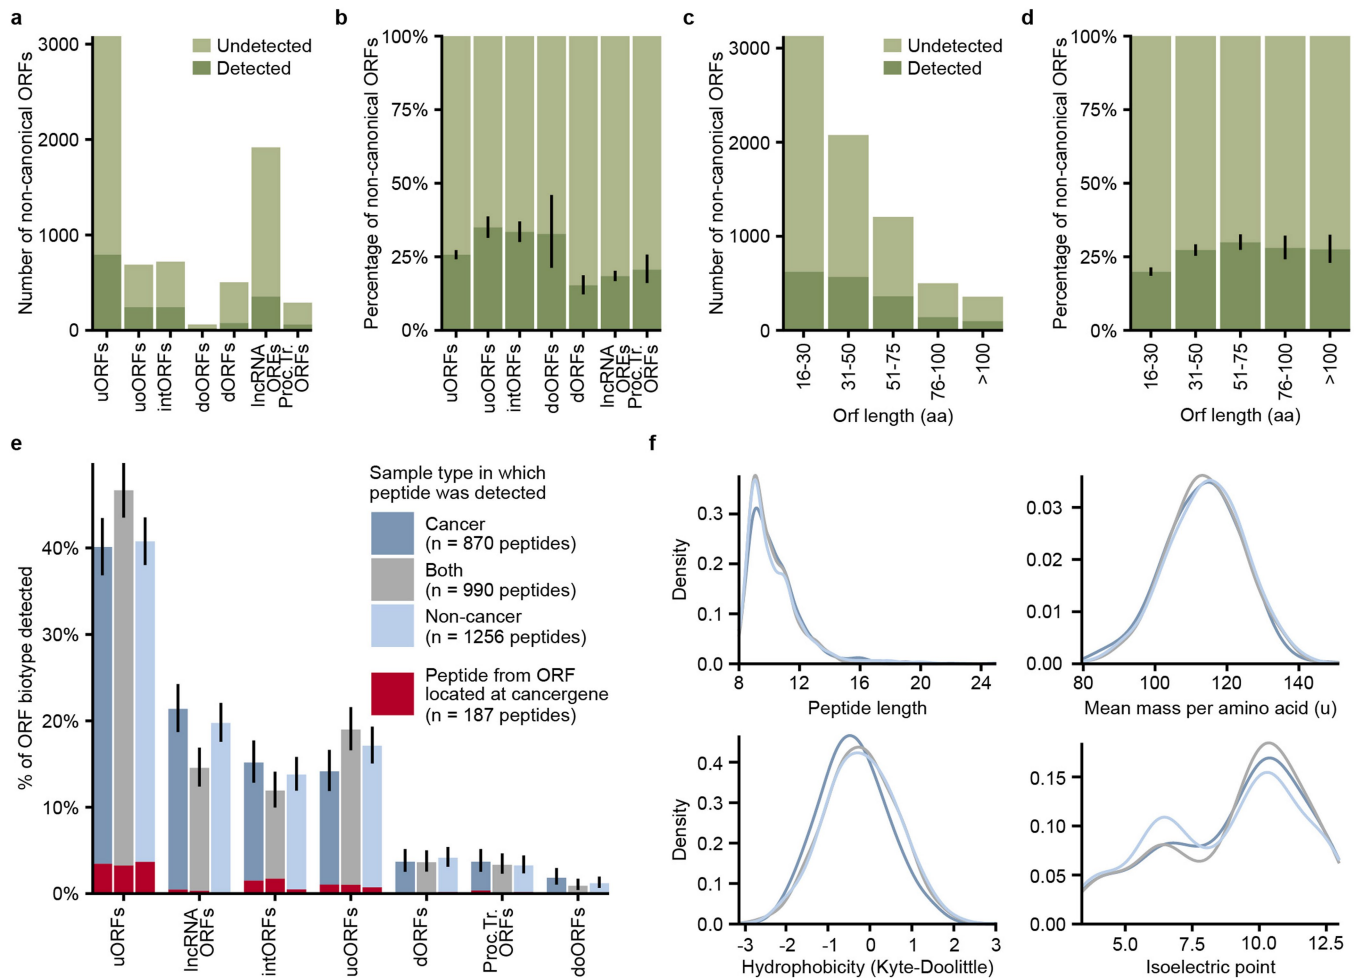 a
Number of non-canonical ORFs
3000
2000
1000
0
Undetected
Detected
uORFs
uoORFs
intORFs
doORFs
dORFs
lncRNA
ORFs
Proc.Tr.
ORFs
b
Percentage of non-canonical ORFs
100%
75%
50%
25%
0%
uORFs
uoORFs
intORFs
doORFs
dORFs
lncRNA
ORFs
Proc.Tr.
ORFs
c
Number of non-canonical ORFs
3000
2000
1000
0
Undetected
Detected
16-30
31-50
51-75
76-100
>100
Orf length (aa)
d
Percentage of non-canonical ORFs
100%
75%
50%
25%
0%
16-30
31-50
51-75
76-100
>100
Orf length (aa)
e
% of ORF biotype detected
40%
30%
20%
10%
0%
Sample type in which
peptide was detected
Cancer
(n = 870 peptides)
Both
(n = 990 peptides)
Non-cancer
(n = 1256 peptides)
Peptide from ORF
located at cancergene
(n = 187 peptides)
uORFs
lncRNA
ORFs
intORFs
uoORFs
dORFs
Proc.Tr.
ORFs
doORFs
f
Density
0.3
0.2
0.1
0.0
8 12 16 20 24
Peptide length
0.03
0.02
0.01
0.00
80 100 120 140
Mean mass per amino acid (u)
Density
0.4
0.3
0.2
0.1
0.0
-3 -2 -1 0 1 2 3
Hydrophobicity (Kyte-Doolittle)
0.15
0.10
0.05
0.00
5.0 7.5 10.0 12.5
Isoelectric point